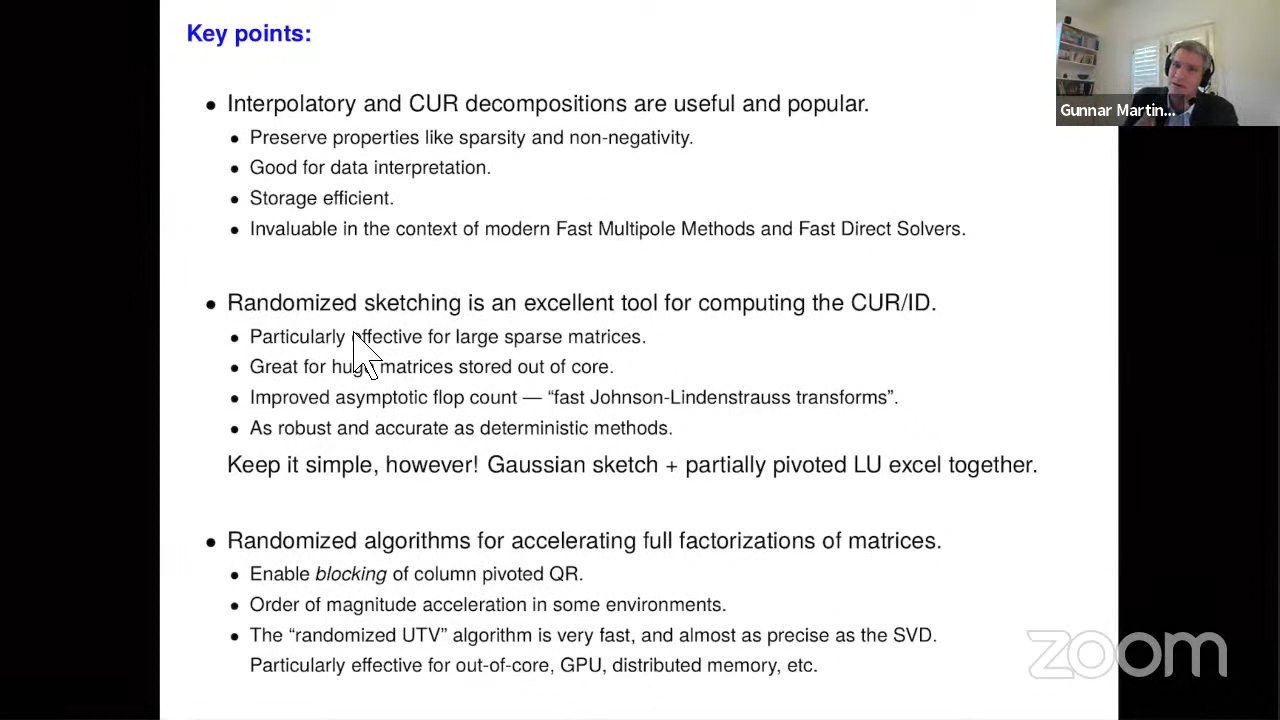 Key points:
Gunnar Martin...
• Interpolatory and CUR decompositions are useful and popular.
• Preserve properties like sparsity and non-negativity.
• Good for data interpretation.
• Storage efficient.
• Invaluable in the context of modern Fast Multipole Methods and Fast Direct Solvers.
• Randomized sketching is an excellent tool for computing the CUR/ID.
• Particularly effective for large sparse matrices.
• Great for huge matrices stored out of core.
• Improved asymptotic flop count — “fast Johnson-Lindenstrauss transforms”.
• As robust and accurate as deterministic methods.
Keep it simple, however! Gaussian sketch + partially pivoted LU excel together.
• Randomized algorithms for accelerating full factorizations of matrices.
• Enable blocking of column pivoted QR.
• Order of magnitude acceleration in some environments.
• The “randomized UTV” algorithm is very fast, and almost as precise as the SVD.
Particularly effective for out-of-core, GPU, distributed memory, etc.
zoom